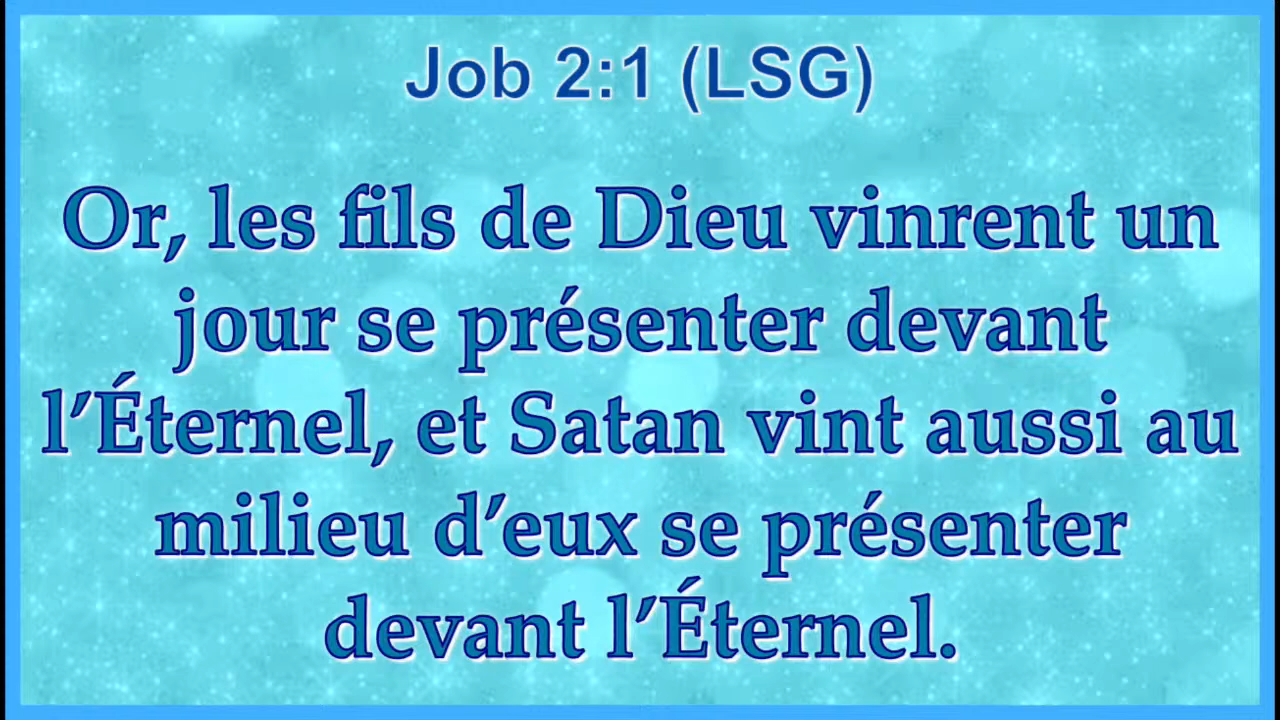 Job 2:1 (LSG)
Or, les fils de Dieu vinrent un
jour se présenter devant
l’Éternel, et Satan vint aussi au
milieu d’eux se présenter
devant l’Éternel.